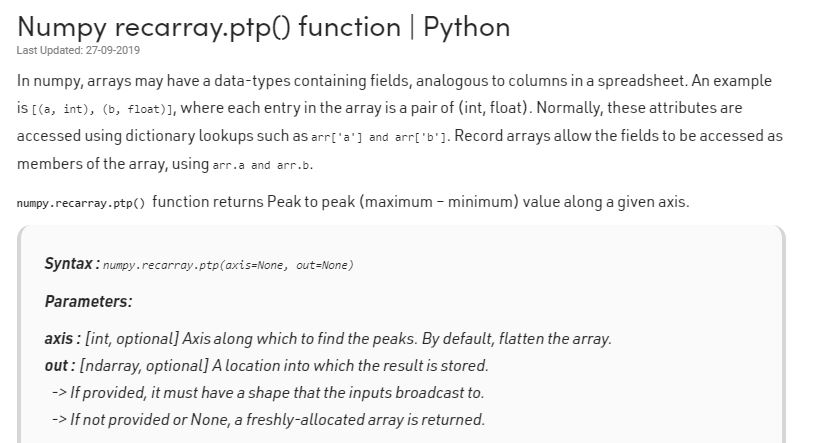 Numpy recarray.ptp() function | Python
Last Updated: 27-09-2019
In numpy, arrays may have a data-types containing fields, analogous to columns in a spreadsheet. An example
is [(a, int), (b, float)], where each entry in the array is a pair of (int, float). Normally, these attributes are
accessed using dictionary lookups such as arr['a'] and arr['b']. Record arrays allow the fields to be accessed as
members of the array, using arr.a and arr.b.
numpy.recarray.ptp() function returns Peak to peak (maximum – minimum) value along a given axis.
Syntax : numpy.recarray.ptp(axis=None, out=None)
Parameters:
axis : [int, optional] Axis along which to find the peaks. By default, flatten the array.
out : [ndarray, optional] A location into which the result is stored.
-> If provided, it must have a shape that the inputs broadcast to.
-> If not provided or None, a freshly-allocated array is returned.